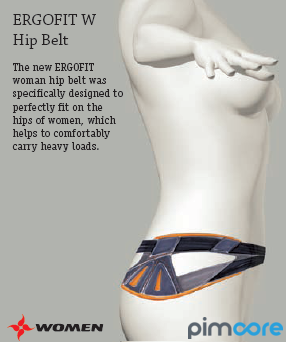 ERGOFIT W
Hip Belt
The new ERGOFIT
woman hip belt was
specifically designed to
perfectly fit on the
hips of women, which
helps to comfortably
carry heavy loads.
WOMEN
pimcore